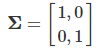 Σ = [1, 0
0, 1]